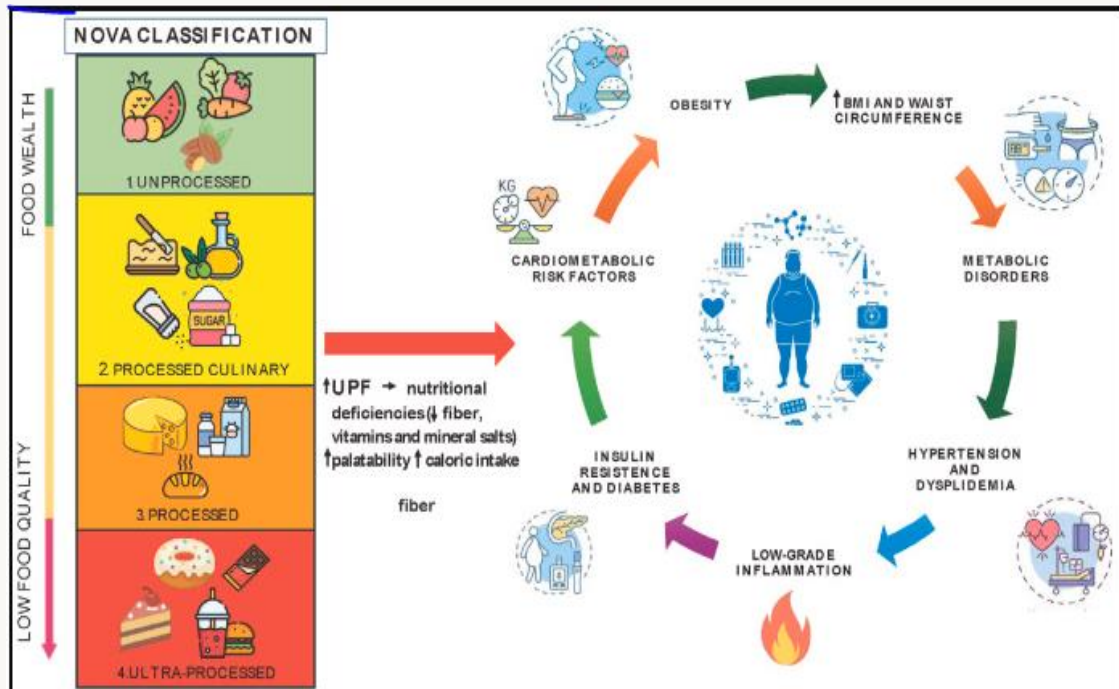 NOVA CLASSIFICATION
FOOD WEALTH
LOW FOOD QUALITY
1.UNPROCESSED
SUGAR
2. PROCESSED CULINARY
3. PROCESSED
4.ULTRA-PROCESSED
↑UPF → nutritional
deficiencies(↓ fiber,
vitamins and mineral salts)
↑palatability ↑ caloric intake
fiber
OBESITY
↑BMI AND WAIST
CIRCUMFERENCE
METABOLIC
DISORDERS
HYPERTENSION
AND
DYSPLIDEMIA
LOW-GRADE
INFLAMMATION
INSULIN
RESISTENCE
AND DIABETES
KG
CARDIOMETABOLIC
RISK FACTORS